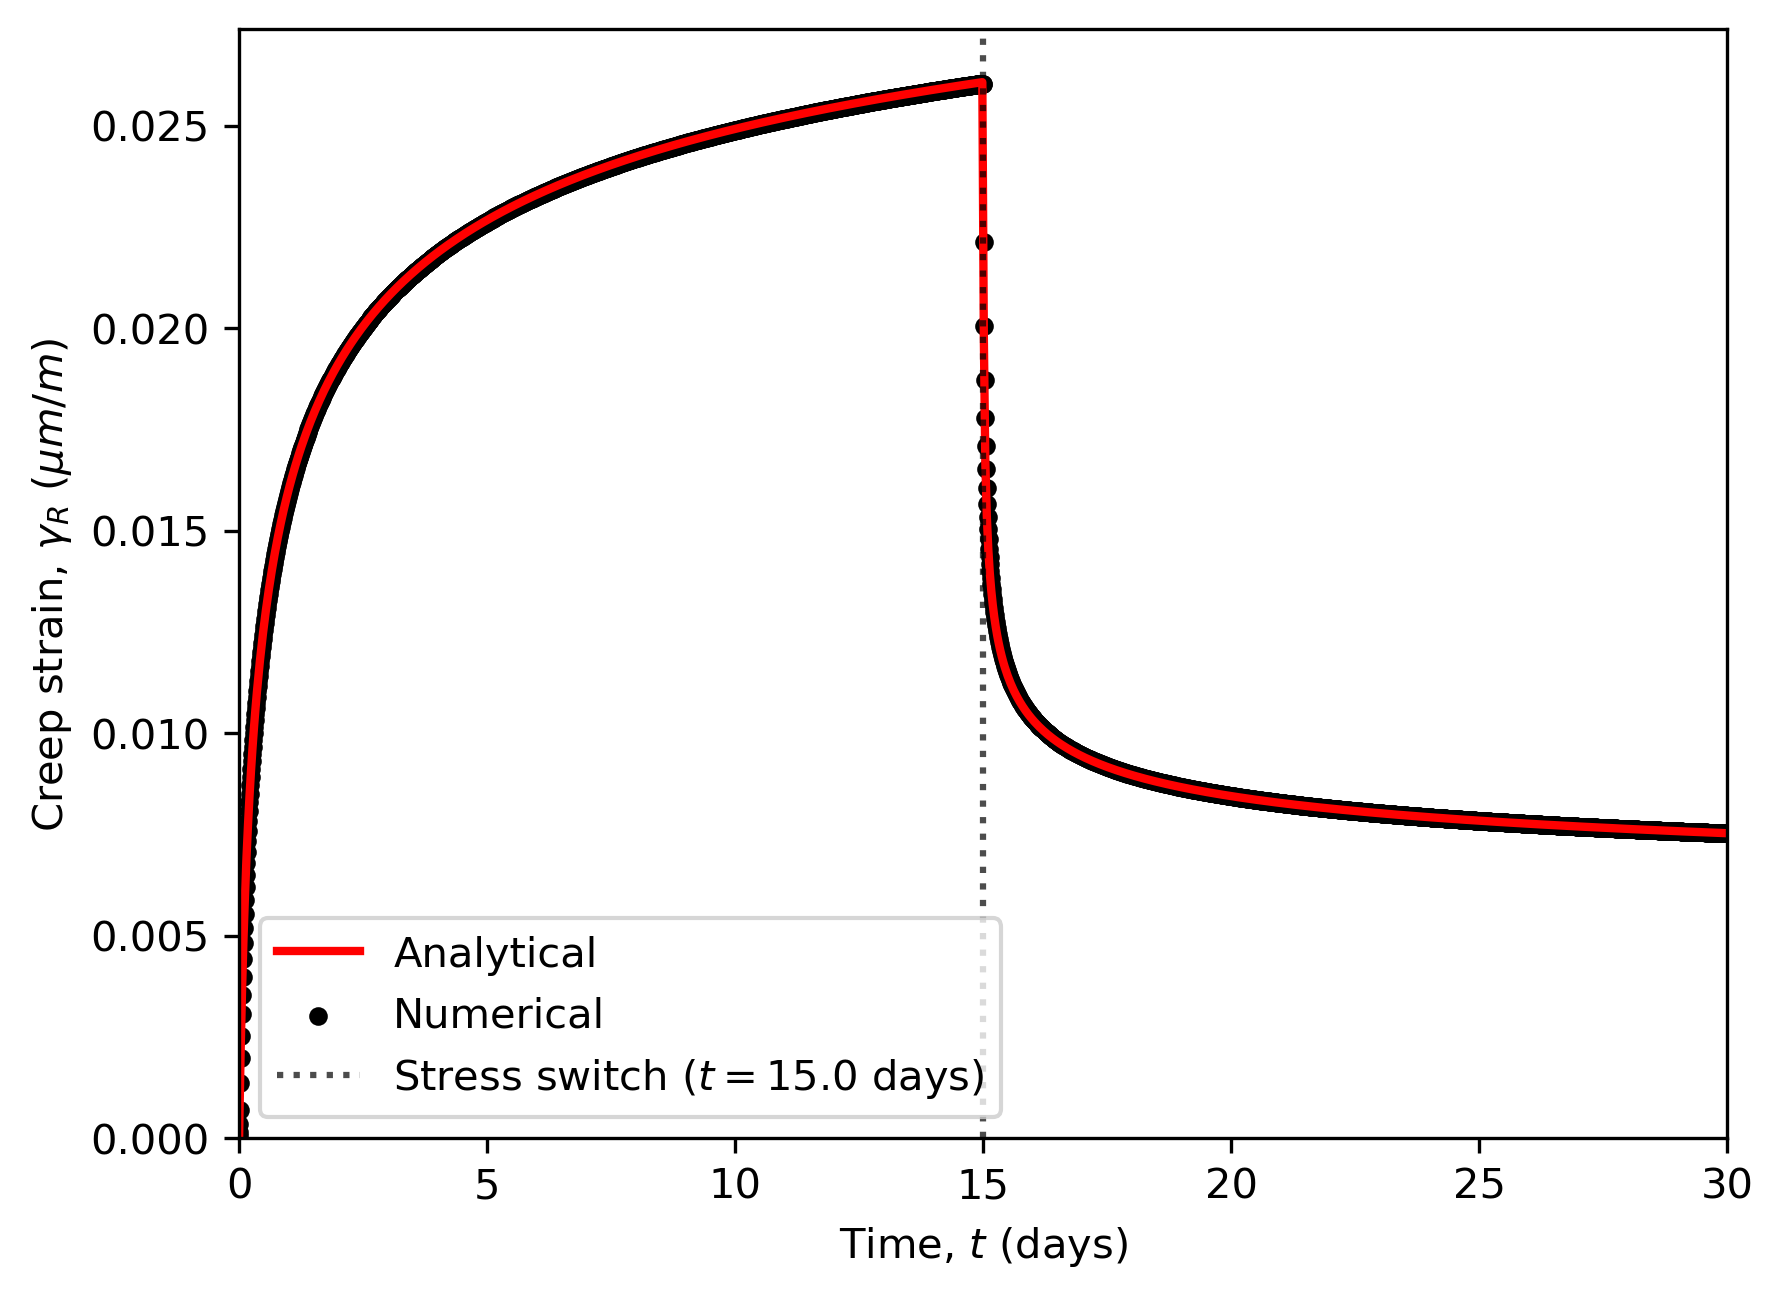 0.025
0.020
0.015
0.010
0.005
0.000
Creep strain, γ_R (μm/m)
Analytical
Numerical
Stress switch (t = 15.0 days)
0 5 10 15 20 25 30
Time, t (days)